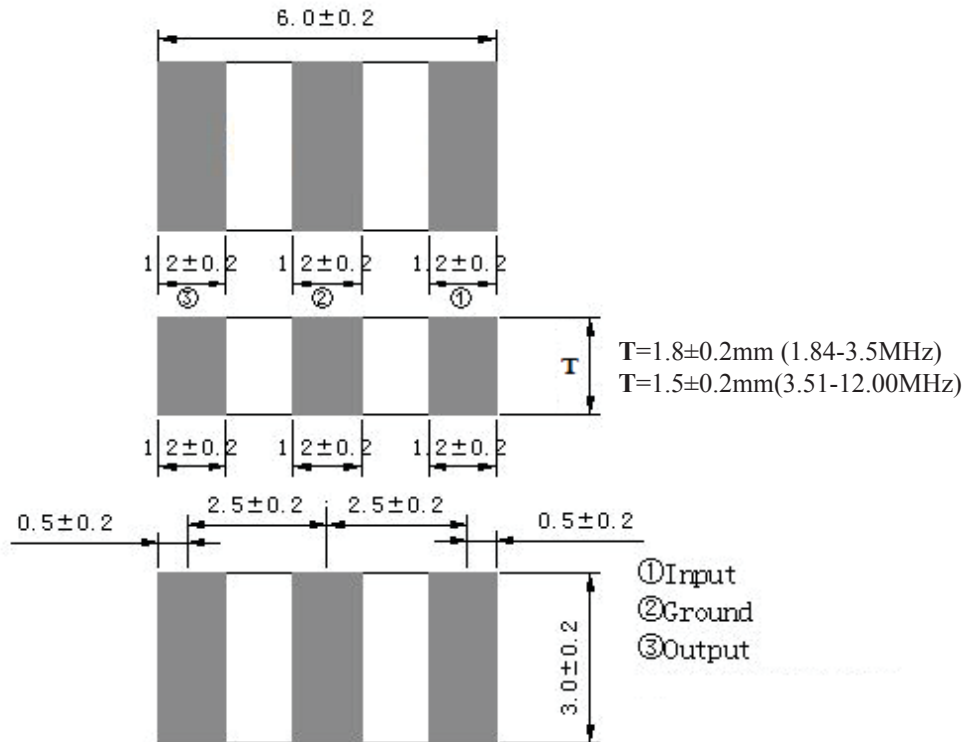 6.0±0.2
1.2±0.2 1.2±0.2 1.2±0.2
③ ② ①
T
T=1.8±0.2mm (1.84-3.5MHz)
T=1.5±0.2mm(3.51-12.00MHz)
1.2±0.2 1.2±0.2 1.2±0.2
0.5±0.2 2.5±0.2 2.5±0.2 0.5±0.2
3.0±0.2
①Input
②Ground
③Output